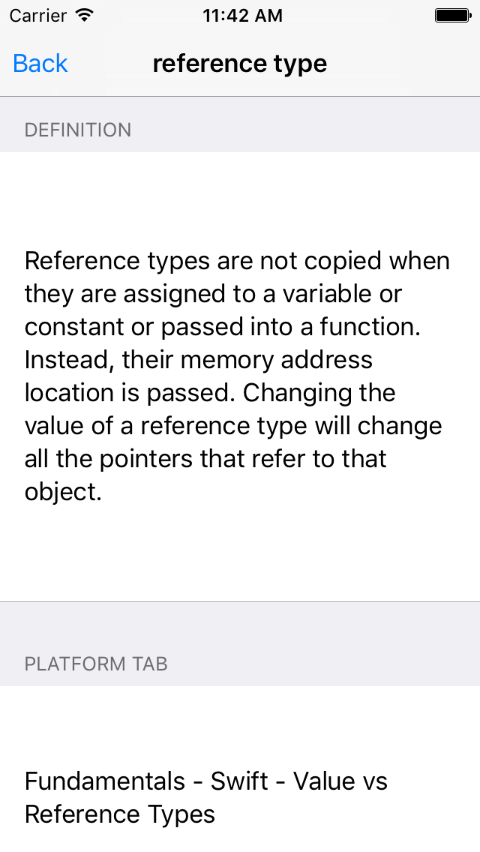 Carrier 11:42 AM
Back reference type
DEFINITION
Reference types are not copied when
they are assigned to a variable or
constant or passed into a function.
Instead, their memory address
location is passed. Changing the
value of a reference type will change
all the pointers that refer to that
object.
PLATFORM TAB
Fundamentals - Swift - Value vs
Reference Types